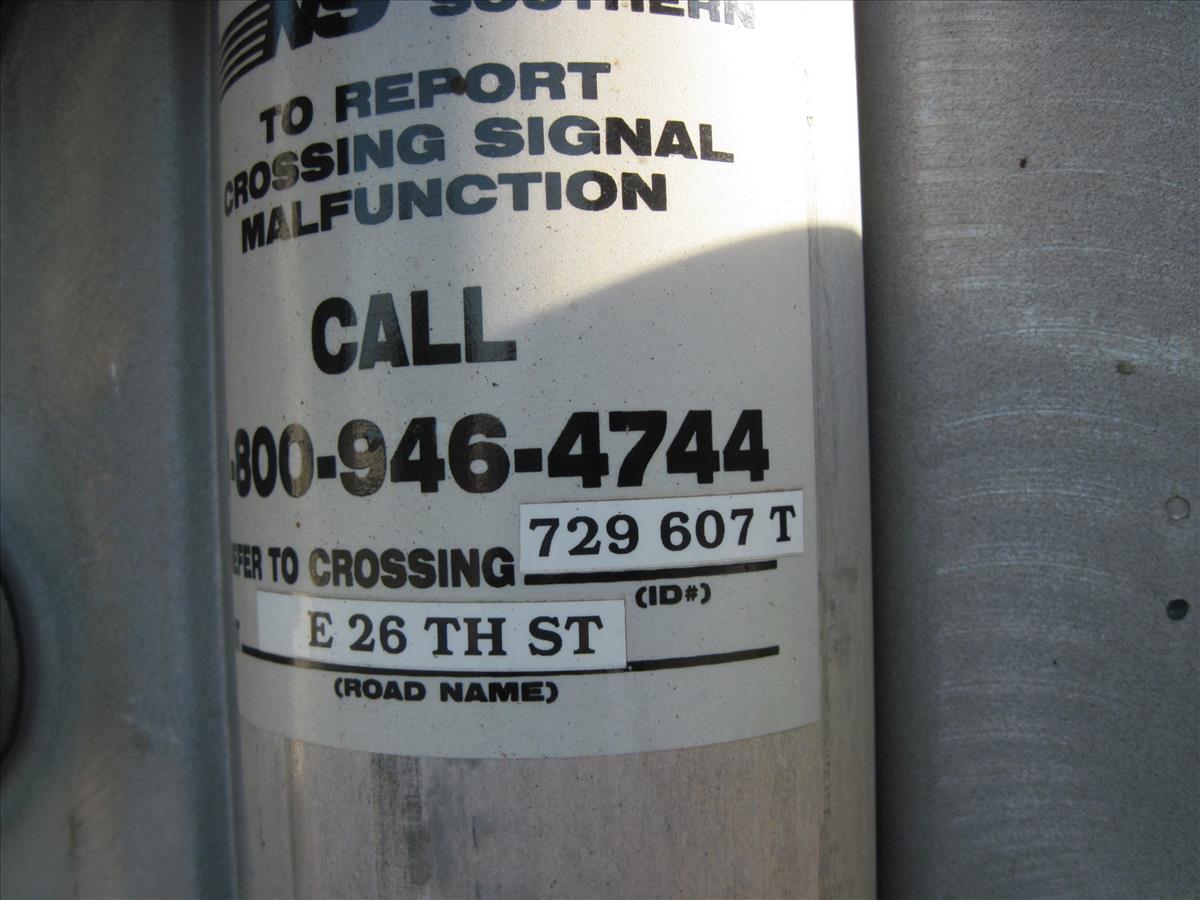 NS SOUTHERN
TO REPORT
CROSSING SIGNAL
MALFUNCTION
CALL
-800-946-4744
EFER TO CROSSING 729 607 T
(ID#)
E 26 TH ST
(ROAD NAME)